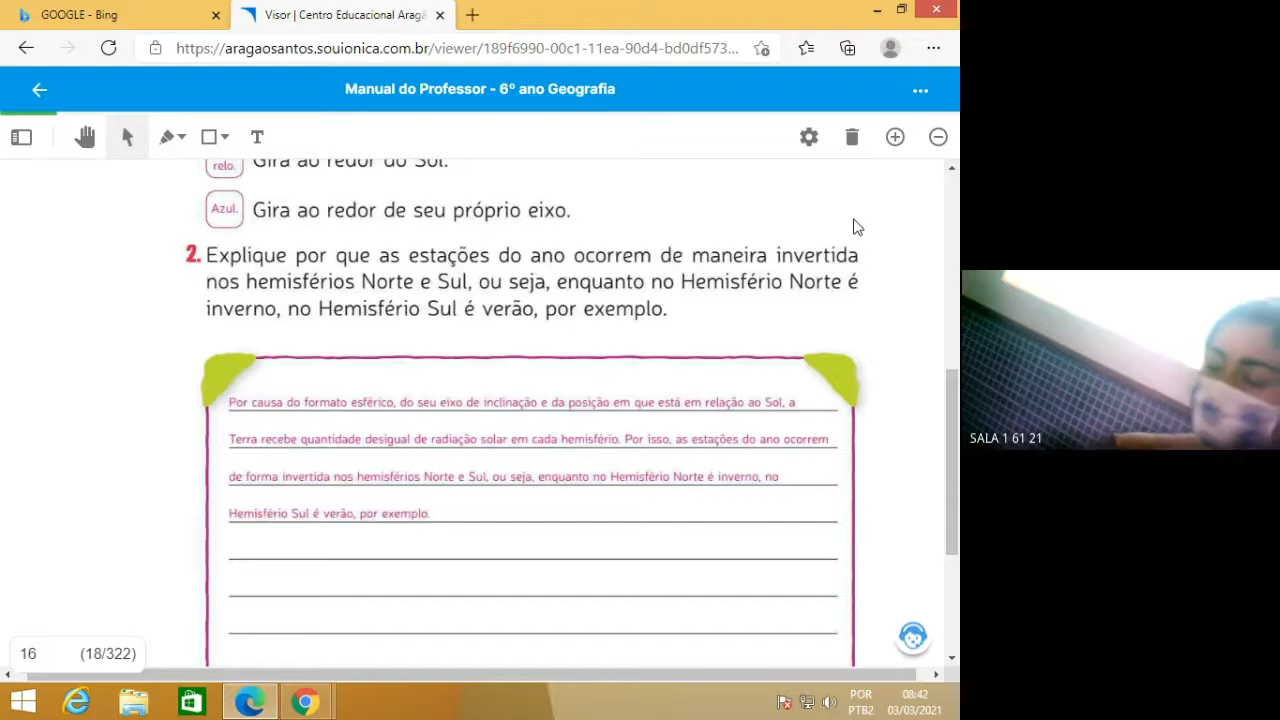 GOOGLE - Bing
Visor | Centro Educacional Aragã
https://aragaosantos.souionica.com.br/viewer/189f6990-00c1-11ea-90d4-bd0df573...
Manual do Professor - 6º ano Geografia
relo. Gira ao redor do Sol.
Azul. Gira ao redor de seu próprio eixo.
2. Explique por que as estações do ano ocorrem de maneira invertida
nos hemisférios Norte e Sul, ou seja, enquanto no Hemisfério Norte é
inverno, no Hemisfério Sul é verão, por exemplo.
Por causa do formato esférico, do seu eixo de inclinação e da posição em que está em relação ao Sol, a
Terra recebe quantidade desigual de radiação solar em cada hemisfério. Por isso, as estações do ano ocorrem
de forma invertida nos hemisférios Norte e Sul, ou seja, enquanto no Hemisfério Norte é inverno, no
Hemisfério Sul é verão, por exemplo.
SALA 1 61 21
16 (18/322)
POR 08:42
PTB2 03/03/2021